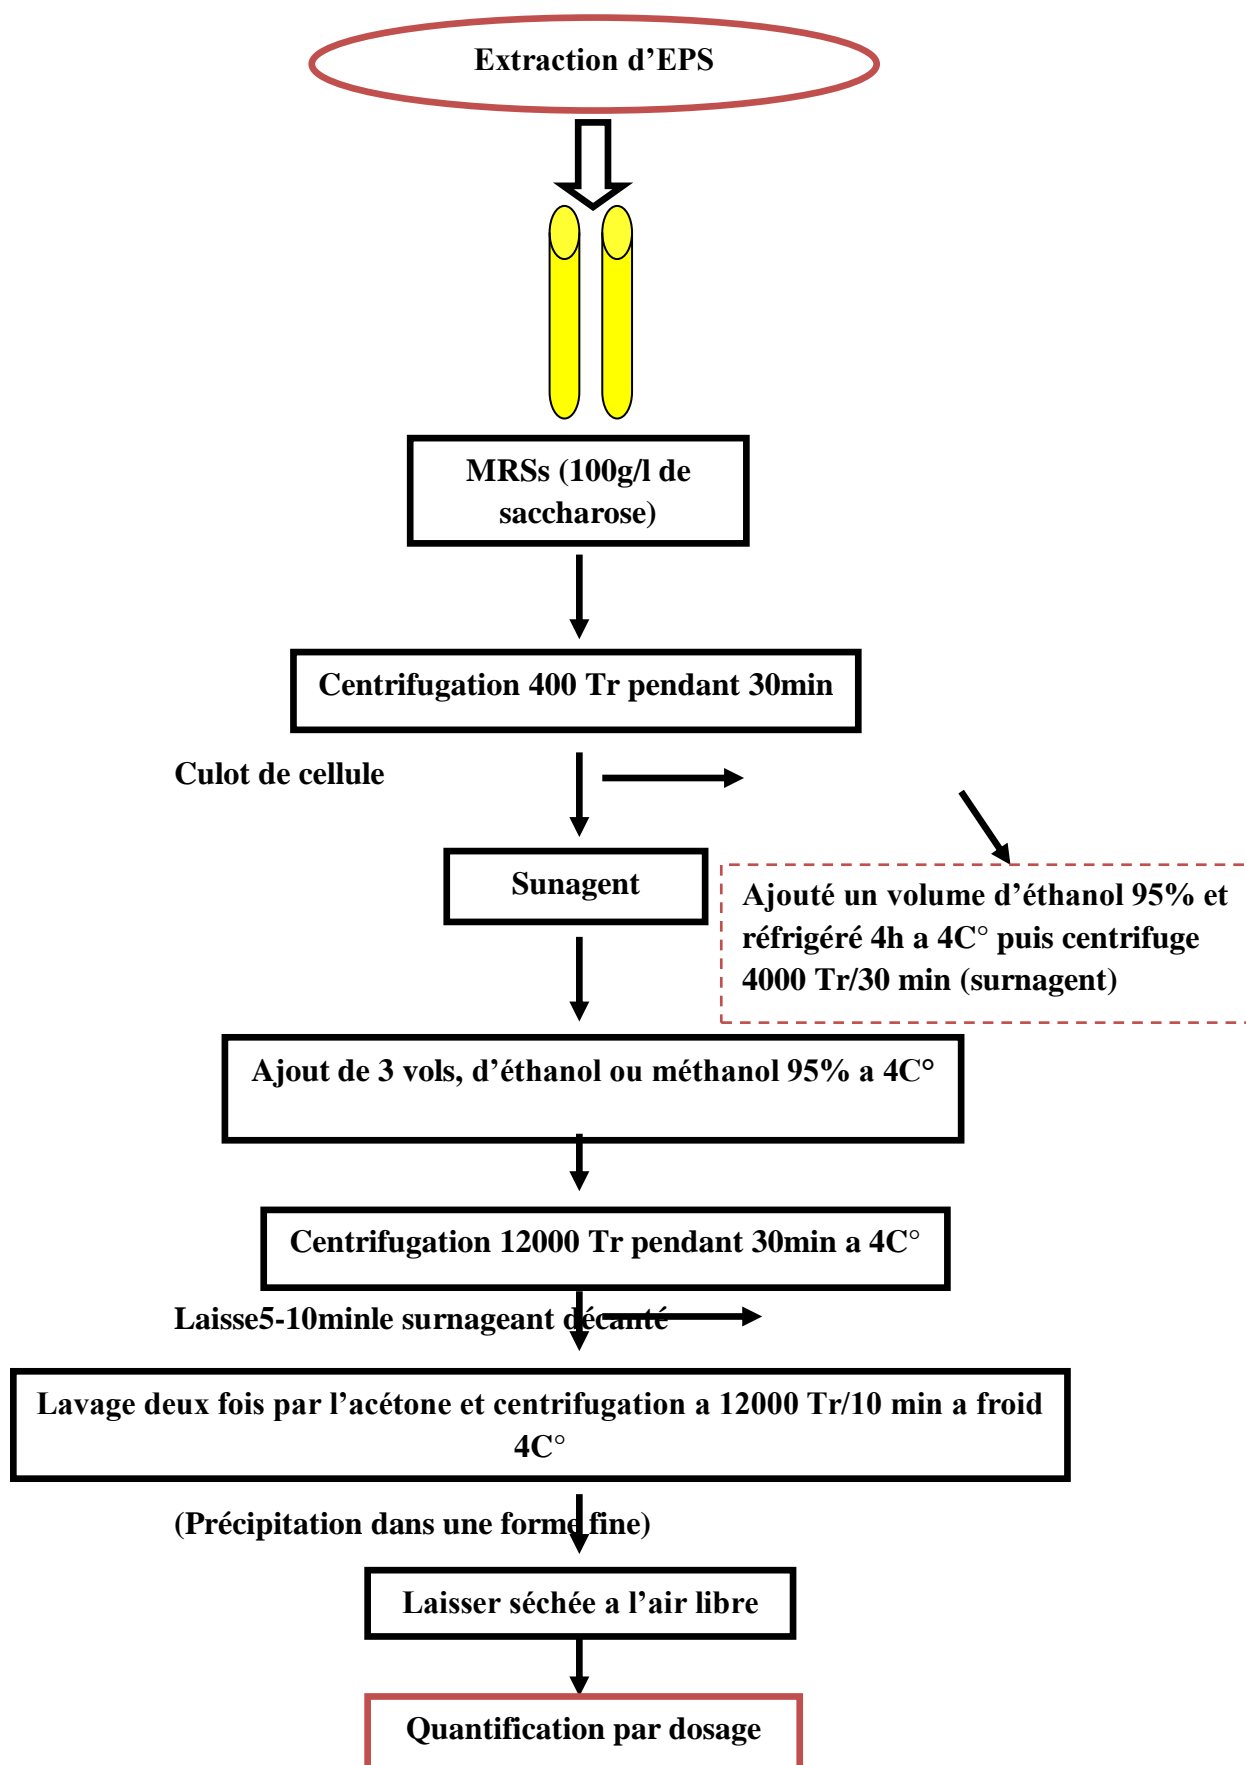 Extraction d’EPS
MRSs (100g/l de
saccharose)
Centrifugation 400 Tr pendant 30min
Culot de cellule
Sunagent
Ajouté un volume d’éthanol 95% et
réfrigéré 4h a 4C° puis centrifuge
4000 Tr/30 min (surnagent)
Ajout de 3 vols, d’éthanol ou méthanol 95% a 4C°
Centrifugation 12000 Tr pendant 30min a 4C°
Laisse5-10minle surnageant décanté
Lavage deux fois par l’acétone et centrifugation a 12000 Tr/10 min a froid
4C°
(Précipitation dans une forme fine)
Laisser séchée a l’air libre
Quantification par dosage